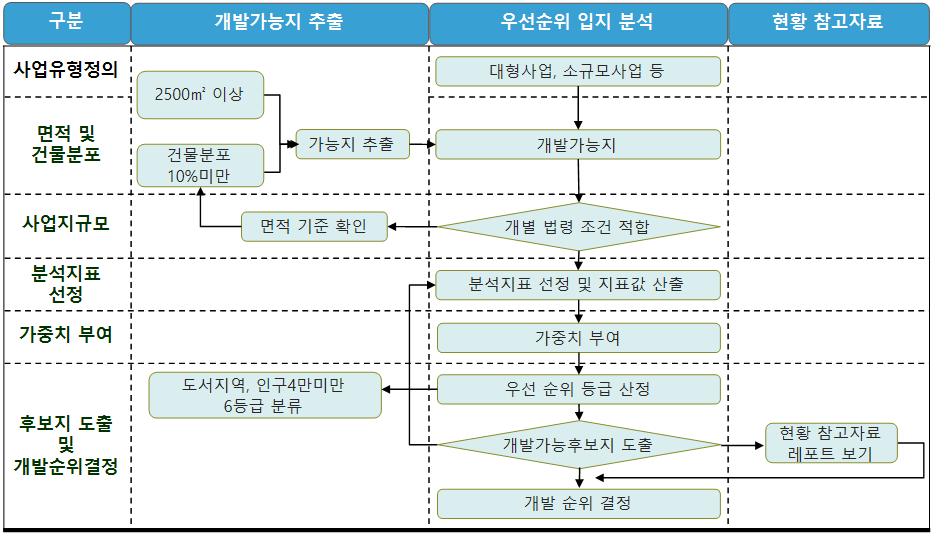 구분
개발가능지 추출
우선순위 입지 분석
현황 참고자료
사업유형정의
대형사업, 소규모사업 등
2500㎡ 이상
면적 및
건물분포
건물분포
10%미만
가능지 추출
개발가능지
사업지규모
면적 기준 확인
개별 법령 조건 적합
분석지표
선정
분석지표 선정 및 지표값 산출
가중치 부여
가중치 부여
후보지 도출
및
개발순위결정
도서지역, 인구4만미만
6등급 분류
우선 순위 등급 산정
개발가능후보지 도출
현황 참고자료
레포트 보기
개발 순위 결정